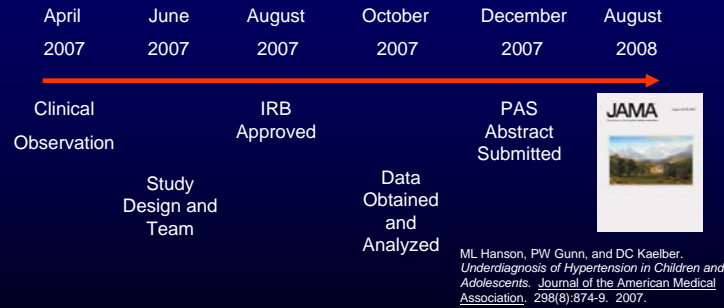 April June August October December August
2007 2007 2007 2007 2007 2008
Clinical
Observation
Study
Design and
Team
IRB
Approved
Data
Obtained
and
Analyzed
PAS
Abstract
Submitted
JAMA
ML Hanson, PW Gunn, and DC Kaelber.
Underdiagnosis of Hypertension in Children and
Adolescents. Journal of the American Medical
Association. 298(8):874-9. 2007.